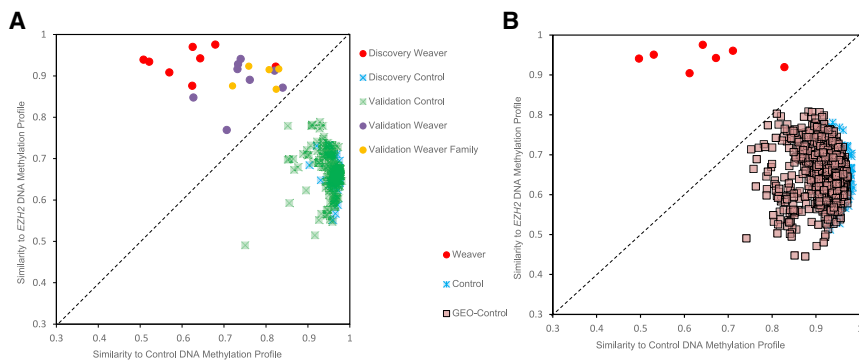 A
Similarity to EZH2 DNA Methylation Profile
1
0.9
0.8
0.7
0.6
0.5
0.4
0.3
0.3 0.4 0.5 0.6 0.7 0.8 0.9 1
Similarity to Control DNA Methylation Profile
Discovery Weaver
Discovery Control
Validation Control
Validation Weaver
Validation Weaver Family
B
Similarity to EZH2 DNA Methylation Profile
1
0.9
0.8
0.7
0.6
0.5
0.4
0.3
0.3 0.4 0.5 0.6 0.7 0.8 0.9 1
Similarity to Control DNA Methylation Profile
Weaver
Control
GEO-Control